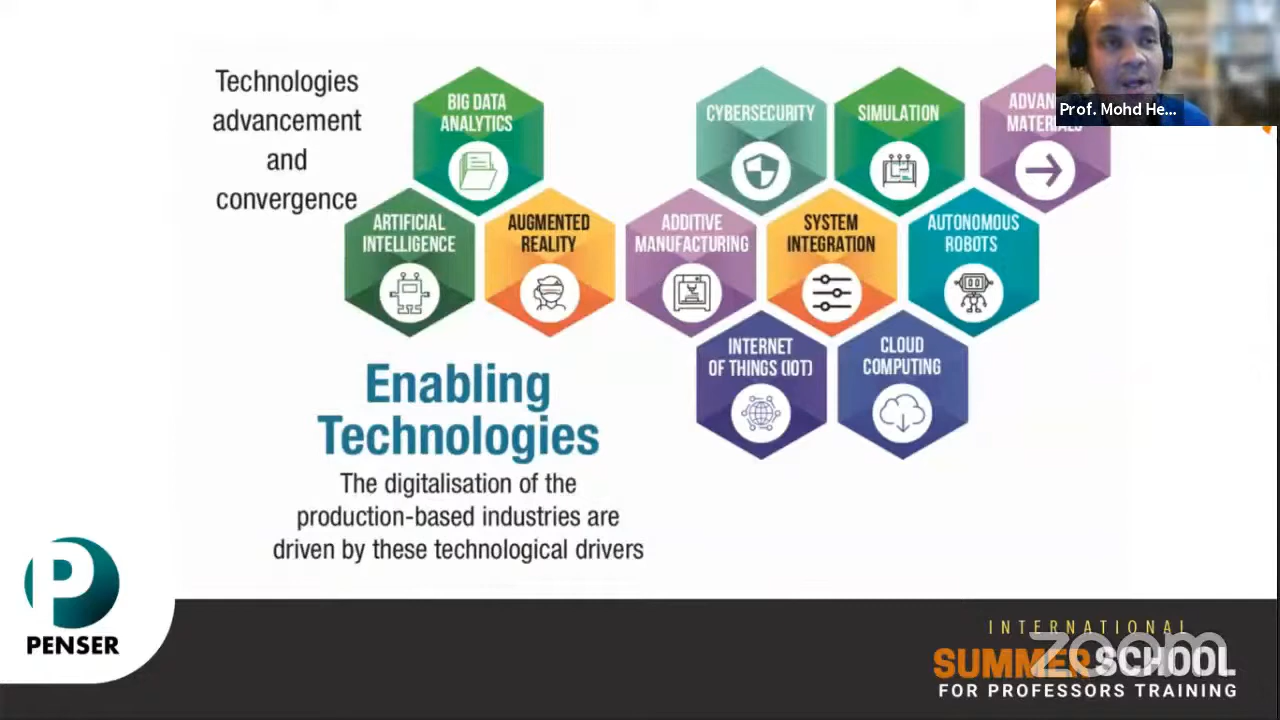 Technologies
advancement
and
convergence
BIG DATA
ANALYTICS
CYBERSECURITY
SIMULATION
Prof. Mohd He...
ARTIFICIAL
INTELLIGENCE
AUGMENTED
REALITY
ADDITIVE
MANUFACTURING
SYSTEM
INTEGRATION
AUTONOMOUS
ROBOTS
INTERNET
OF THINGS (IOT)
CLOUD
COMPUTING
Enabling
Technologies
The digitalisation of the
production-based industries are
driven by these technological drivers
P
PENSER
INTERNATIONAL
SUMMER SCHOOL
FOR PROFESSORS TRAINING
zoom